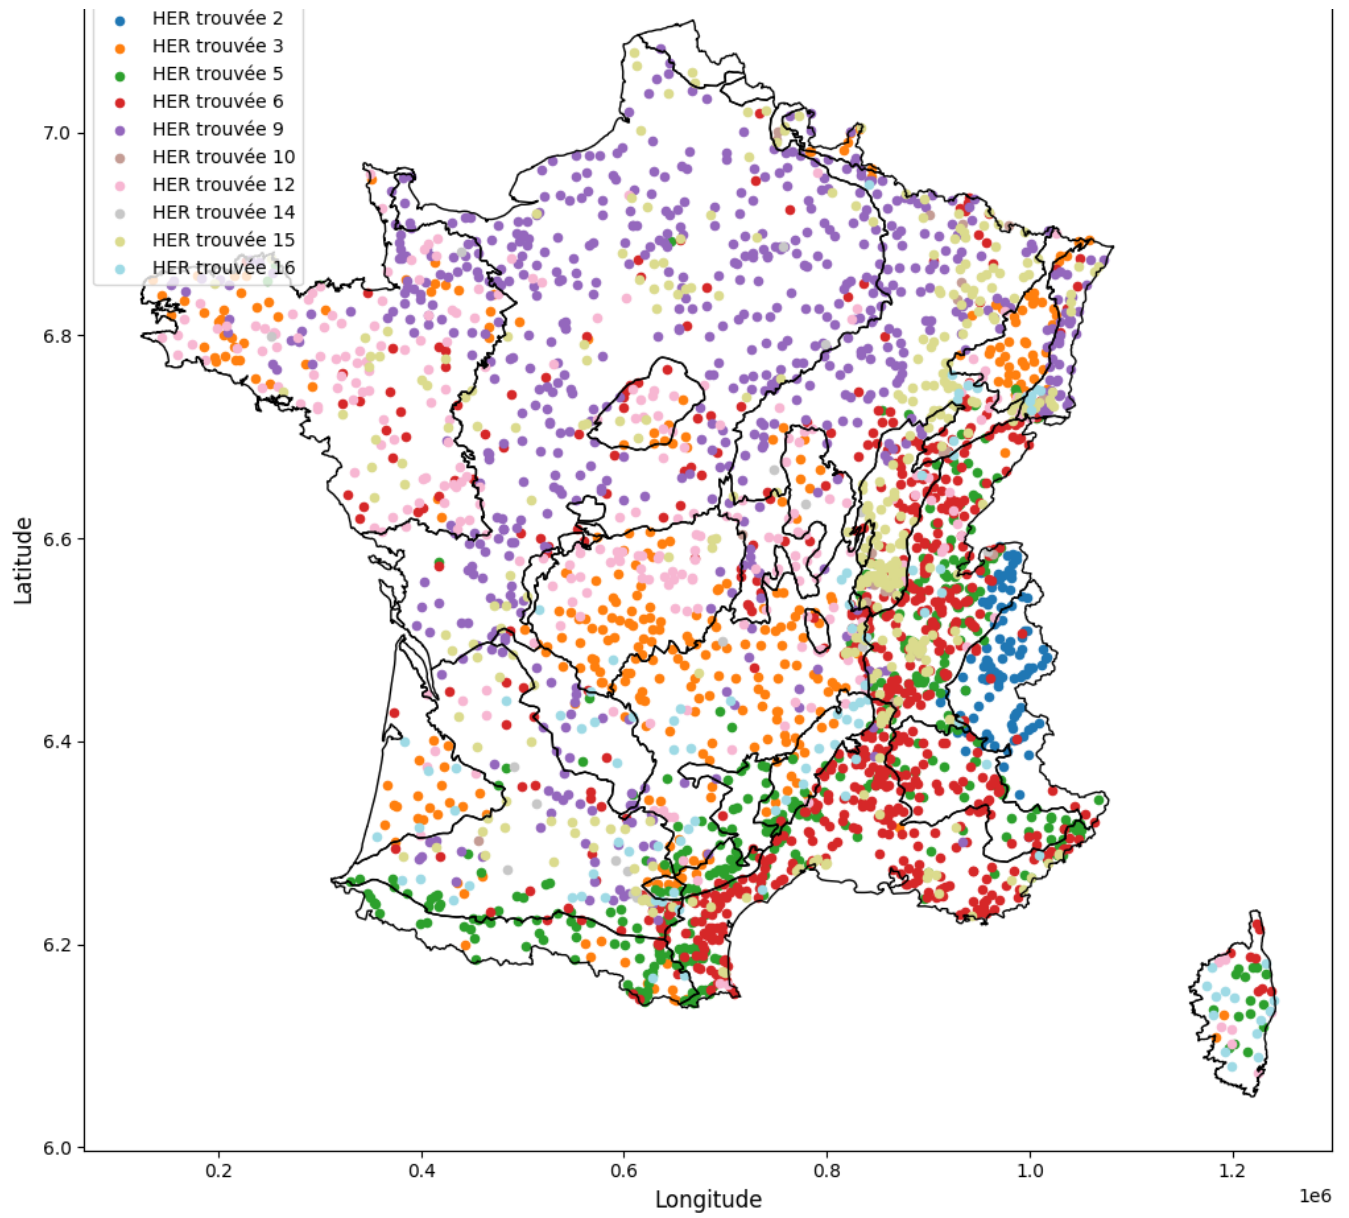 HER trouvée 2
HER trouvée 3
HER trouvée 5
HER trouvée 6
HER trouvée 9
HER trouvée 10
HER trouvée 12
HER trouvée 14
HER trouvée 15
HER trouvée 16
7.0
6.8
6.6
6.4
6.2
6.0
Latitude
0.2 0.4 0.6 0.8 1.0 1.2
1e6
Longitude